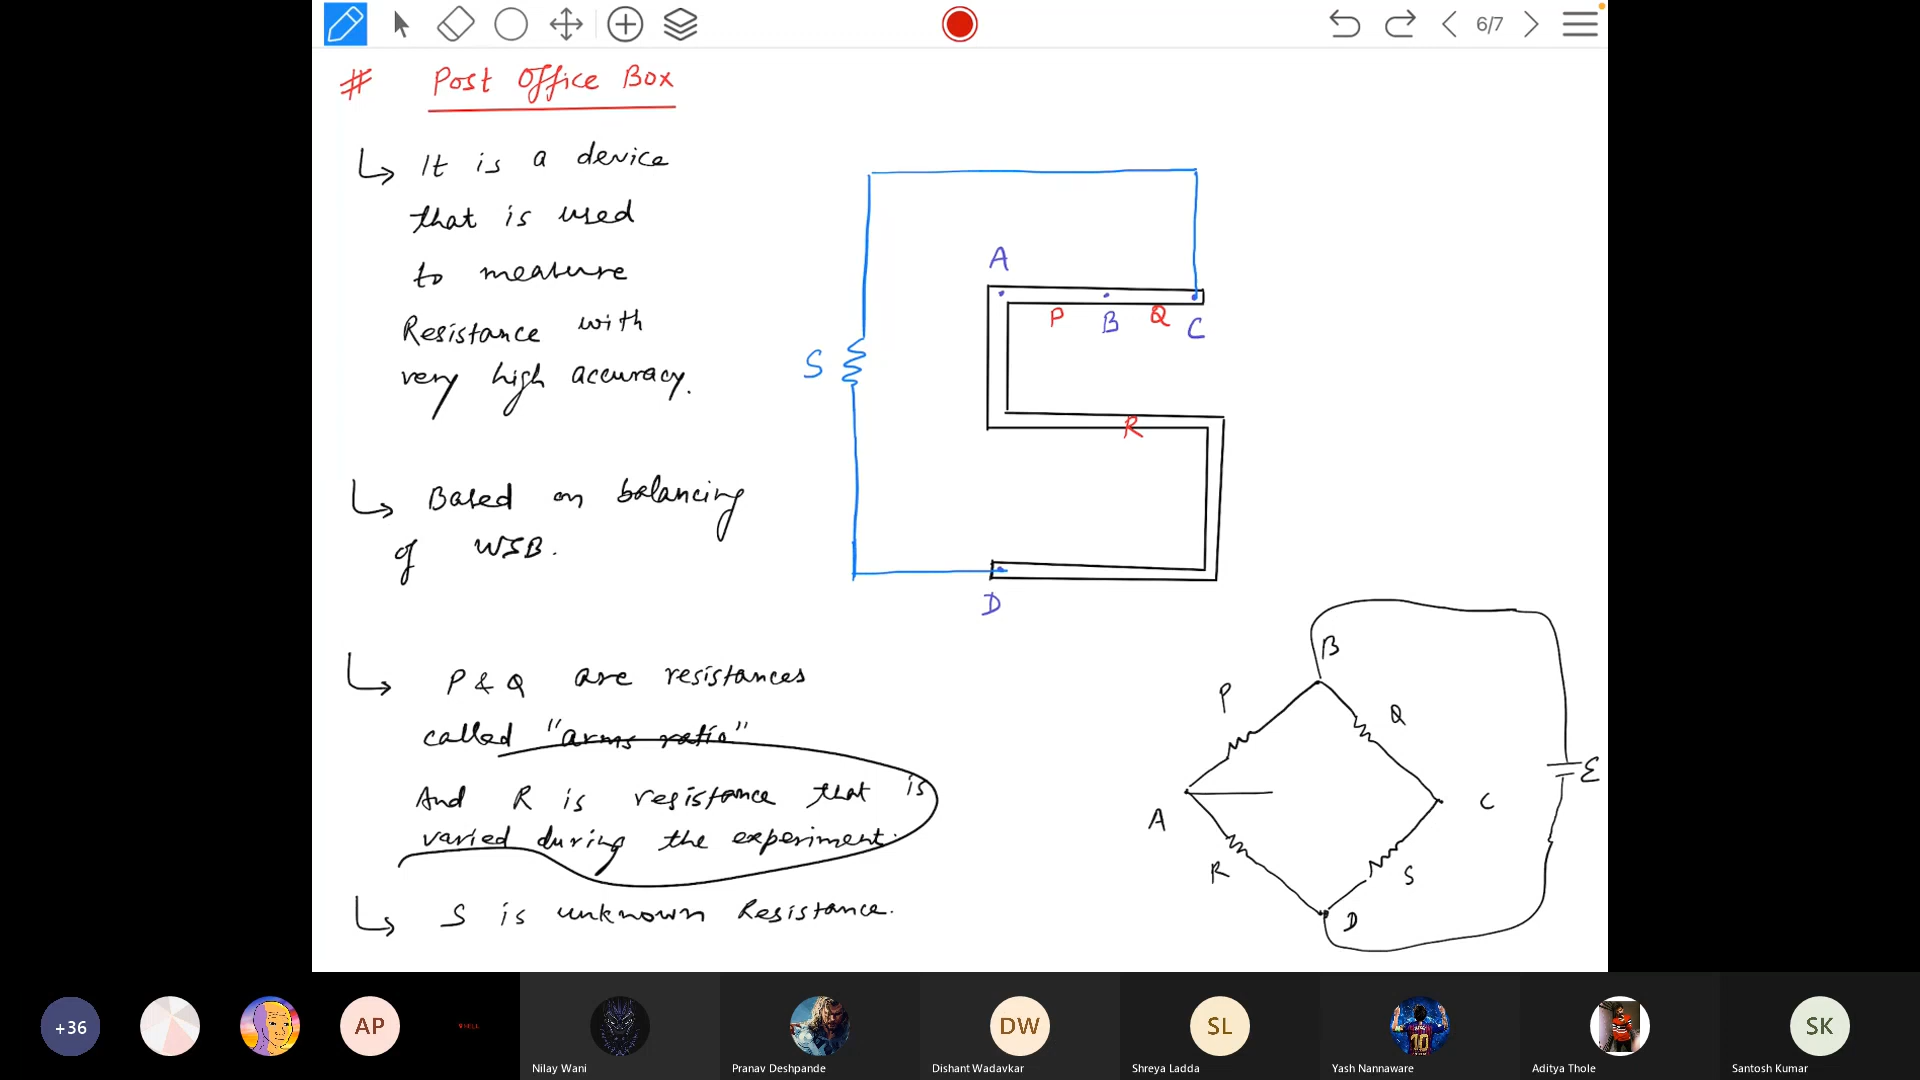 6/7
# Post Office Box
↳ It is a device
that is used
to measure
Resistance with
very high accuracy.
↳ Based on balancing
of WSB.
↳ P & Q are resistances
called "arms ratio"
And R is resistance that is
varied during the experiment.
↳ S is unknown Resistance.
A
P B Q C
S
R
D
B
P
Q
ε
A
C
R
S
D
+36
AP
DW
SL
10
SK
Nilay Wani
Pranav Deshpande
Dishant Wadavkar
Shreya Ladda
Yash Nannaware
Aditya Thole
Santosh Kumar